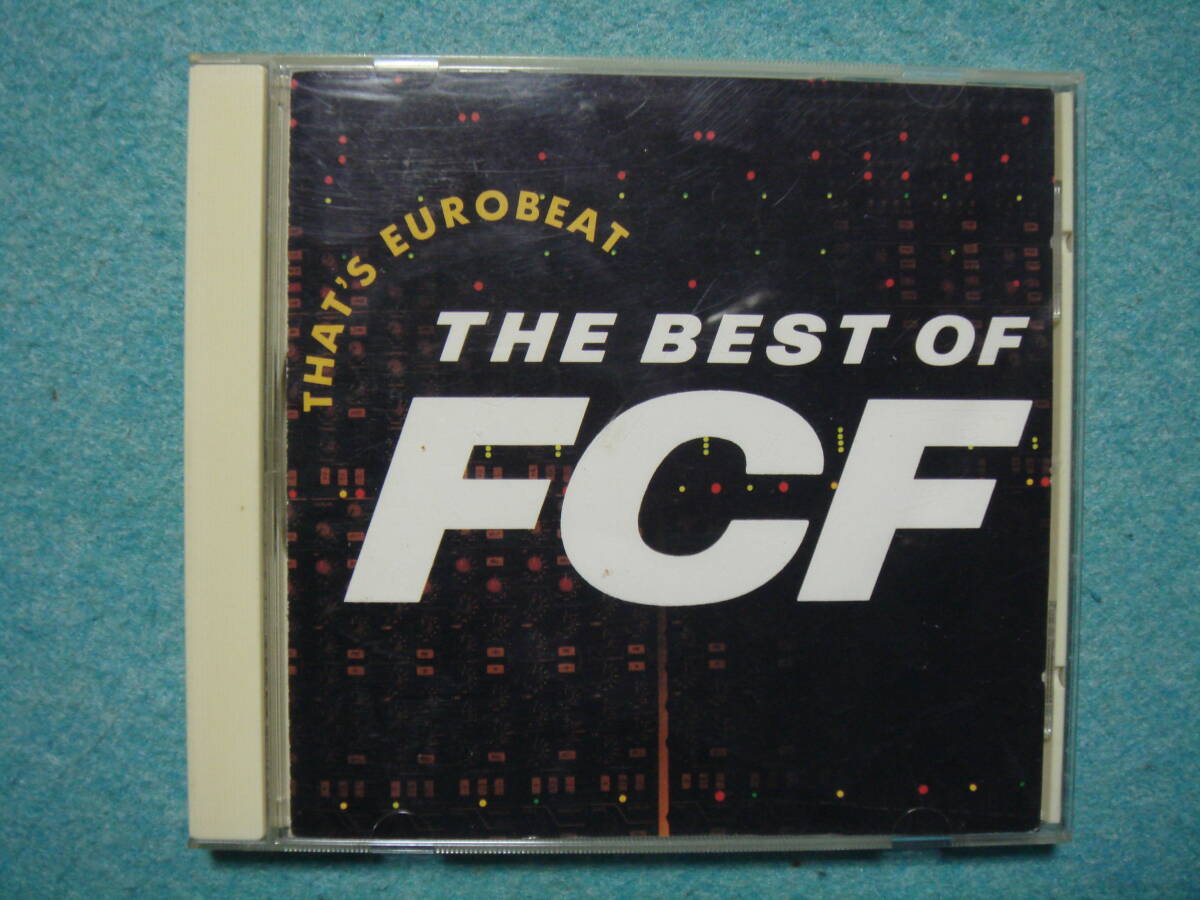 THAT'S EUROBEAT
THE BEST OF
FCF